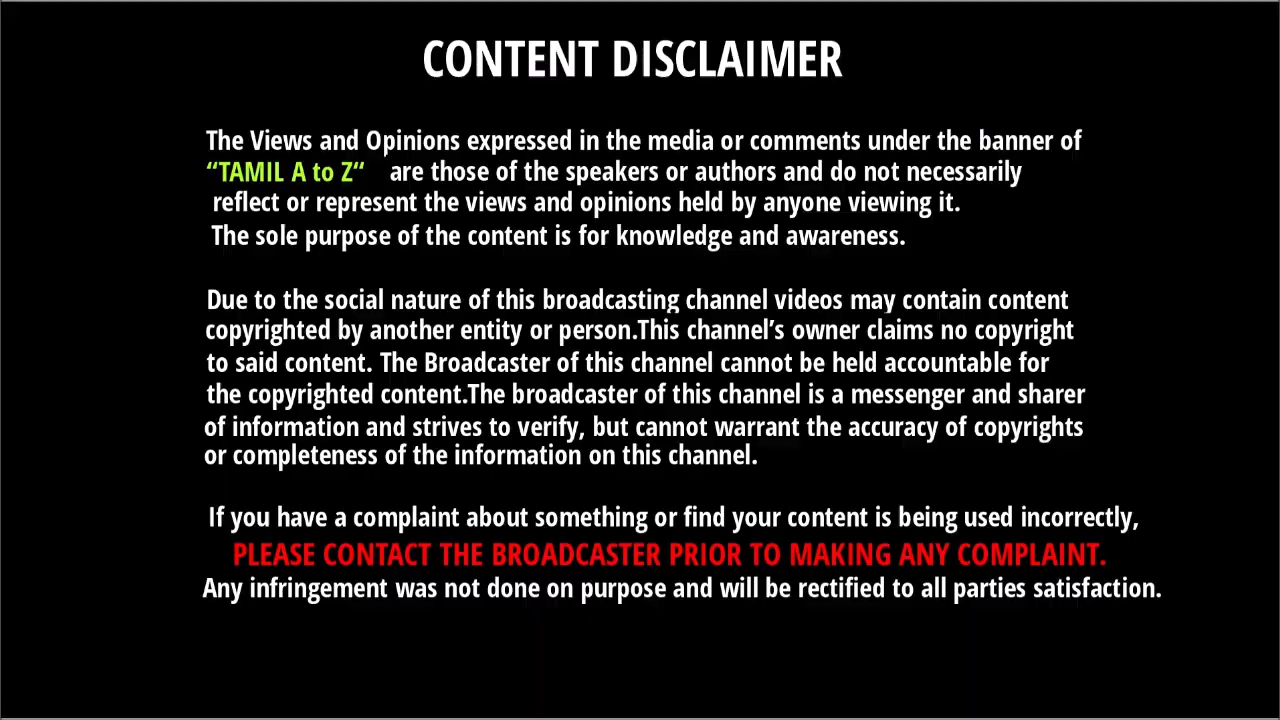 CONTENT DISCLAIMER
The Views and Opinions expressed in the media or comments under the banner of
“TAMIL A to Z“ are those of the speakers or authors and do not necessarily
reflect or represent the views and opinions held by anyone viewing it.
The sole purpose of the content is for knowledge and awareness.
Due to the social nature of this broadcasting channel videos may contain content
copyrighted by another entity or person.This channel’s owner claims no copyright
to said content. The Broadcaster of this channel cannot be held accountable for
the copyrighted content.The broadcaster of this channel is a messenger and sharer
of information and strives to verify, but cannot warrant the accuracy of copyrights
or completeness of the information on this channel.
If you have a complaint about something or find your content is being used incorrectly,
PLEASE CONTACT THE BROADCASTER PRIOR TO MAKING ANY COMPLAINT.
Any infringement was not done on purpose and will be rectified to all parties satisfaction.